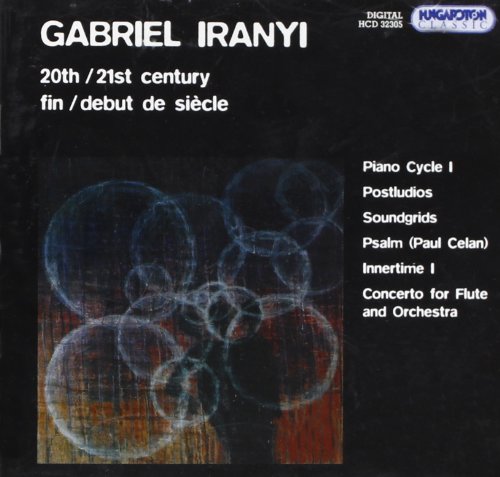 GABRIEL IRANYI
DIGITAL
HCD 32305
HUNGAROTON
CLASSIC
20th/21st century
fin/debut de siècle
Piano Cycle I
Postludios
Soundgrids
Psalm (Paul Celan)
Innertime I
Concerto for Flute
and Orchestra